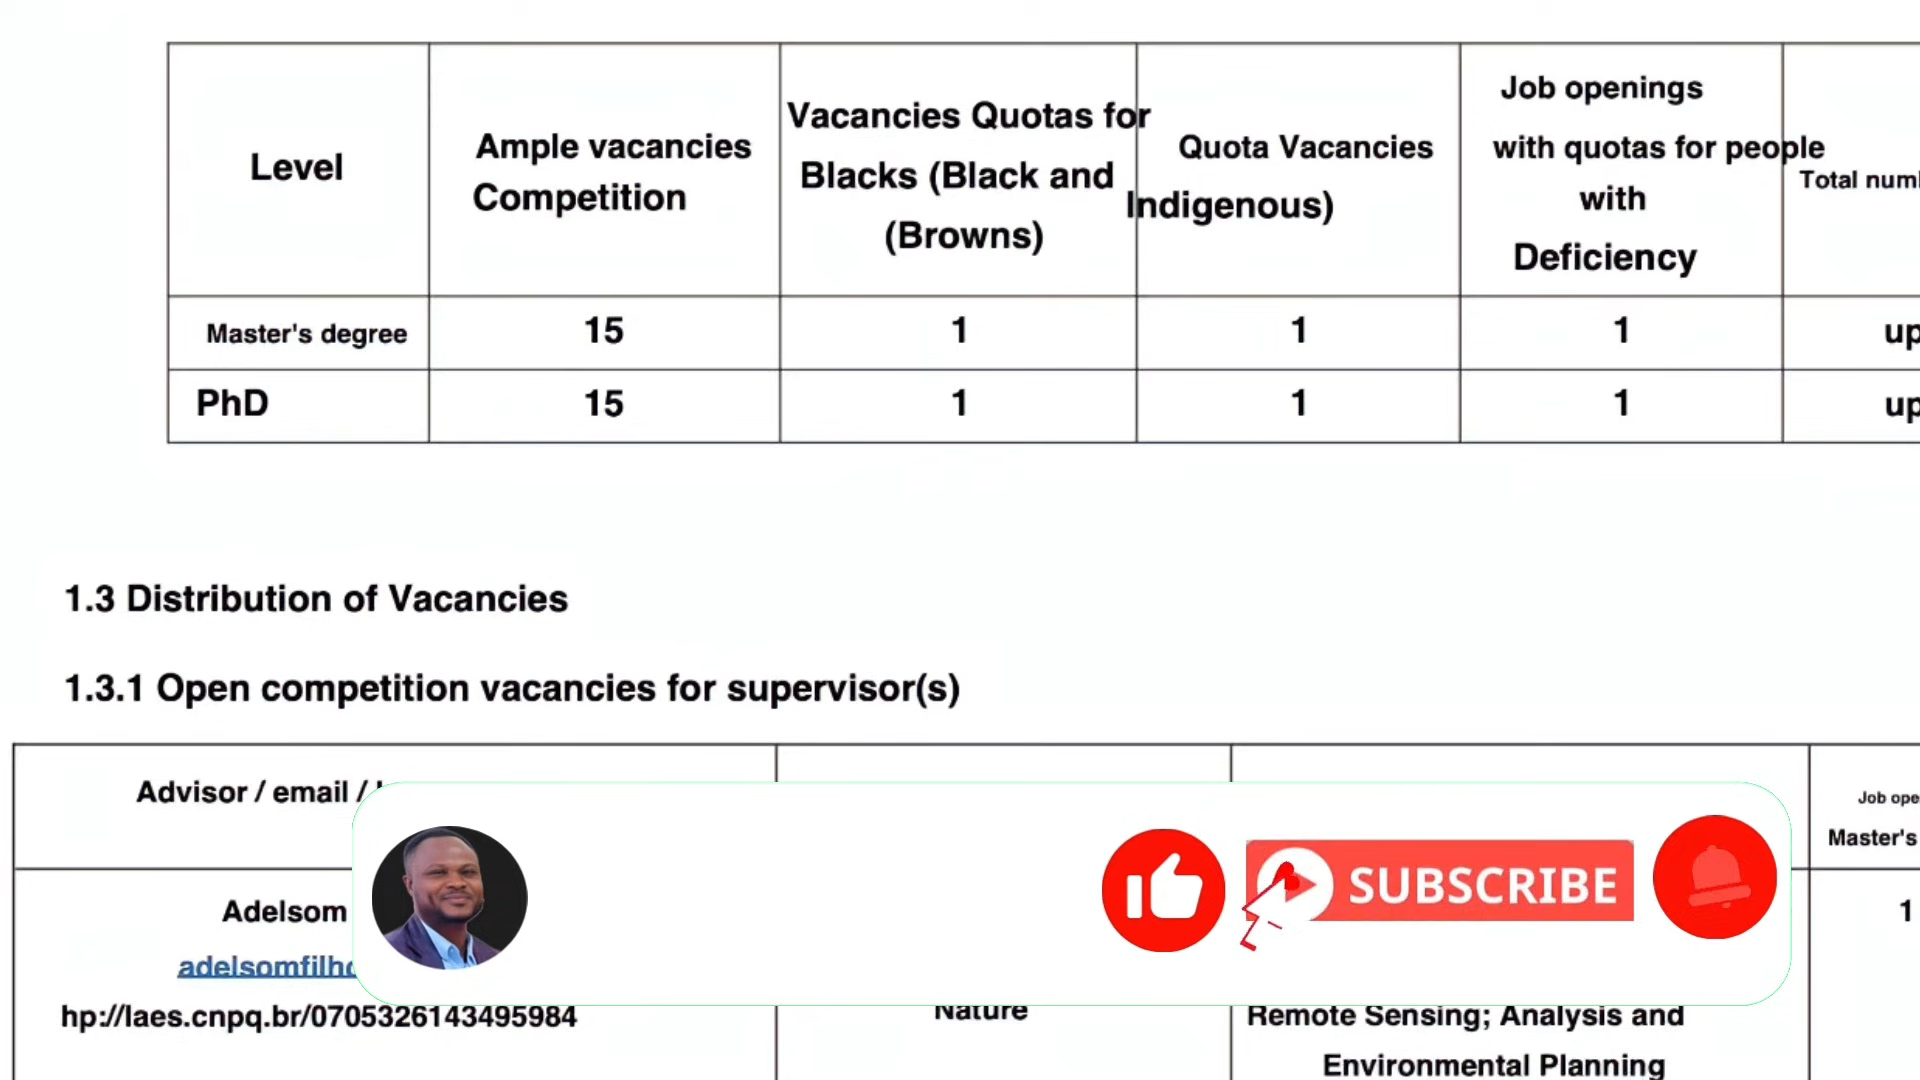 Level
Ample vacancies
Competition
Vacancies Quotas for
Blacks (Black and
(Browns)
Quota Vacancies
Indigenous)
Job openings
with quotas for people
with
Deficiency
Master's degree 15 1 1 1 up
PhD 15 1 1 1 up
1.3 Distribution of Vacancies
1.3.1 Open competition vacancies for supervisor(s)
Advisor / email /
Master's
Adelsom
1
SUBSCRIBE
hp://laes.cnpq.br/0705326143495984
Nature
Remote Sensing; Analysis and
Environmental Planning